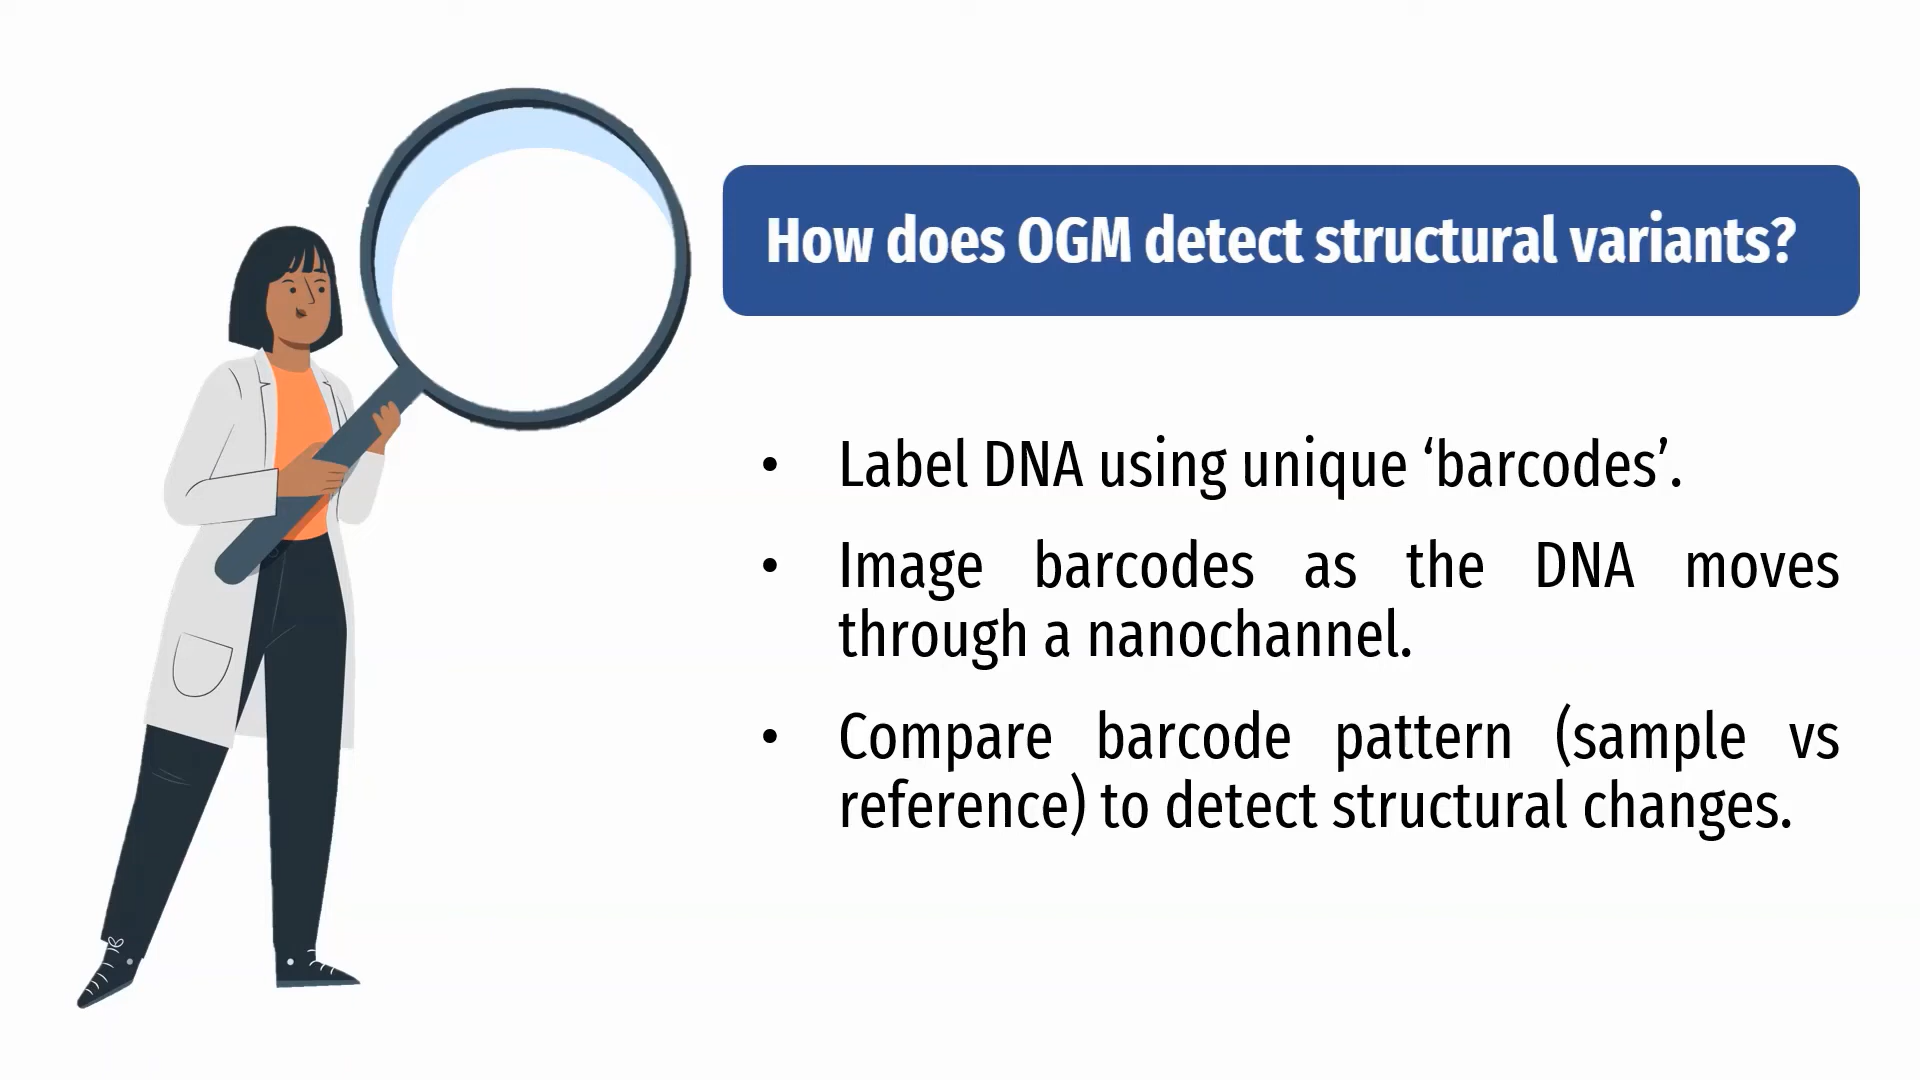 How does OGM detect structural variants?
• Label DNA using unique ‘barcodes’.
• Image barcodes as the DNA moves
through a nanochannel.
• Compare barcode pattern (sample vs
reference) to detect structural changes.